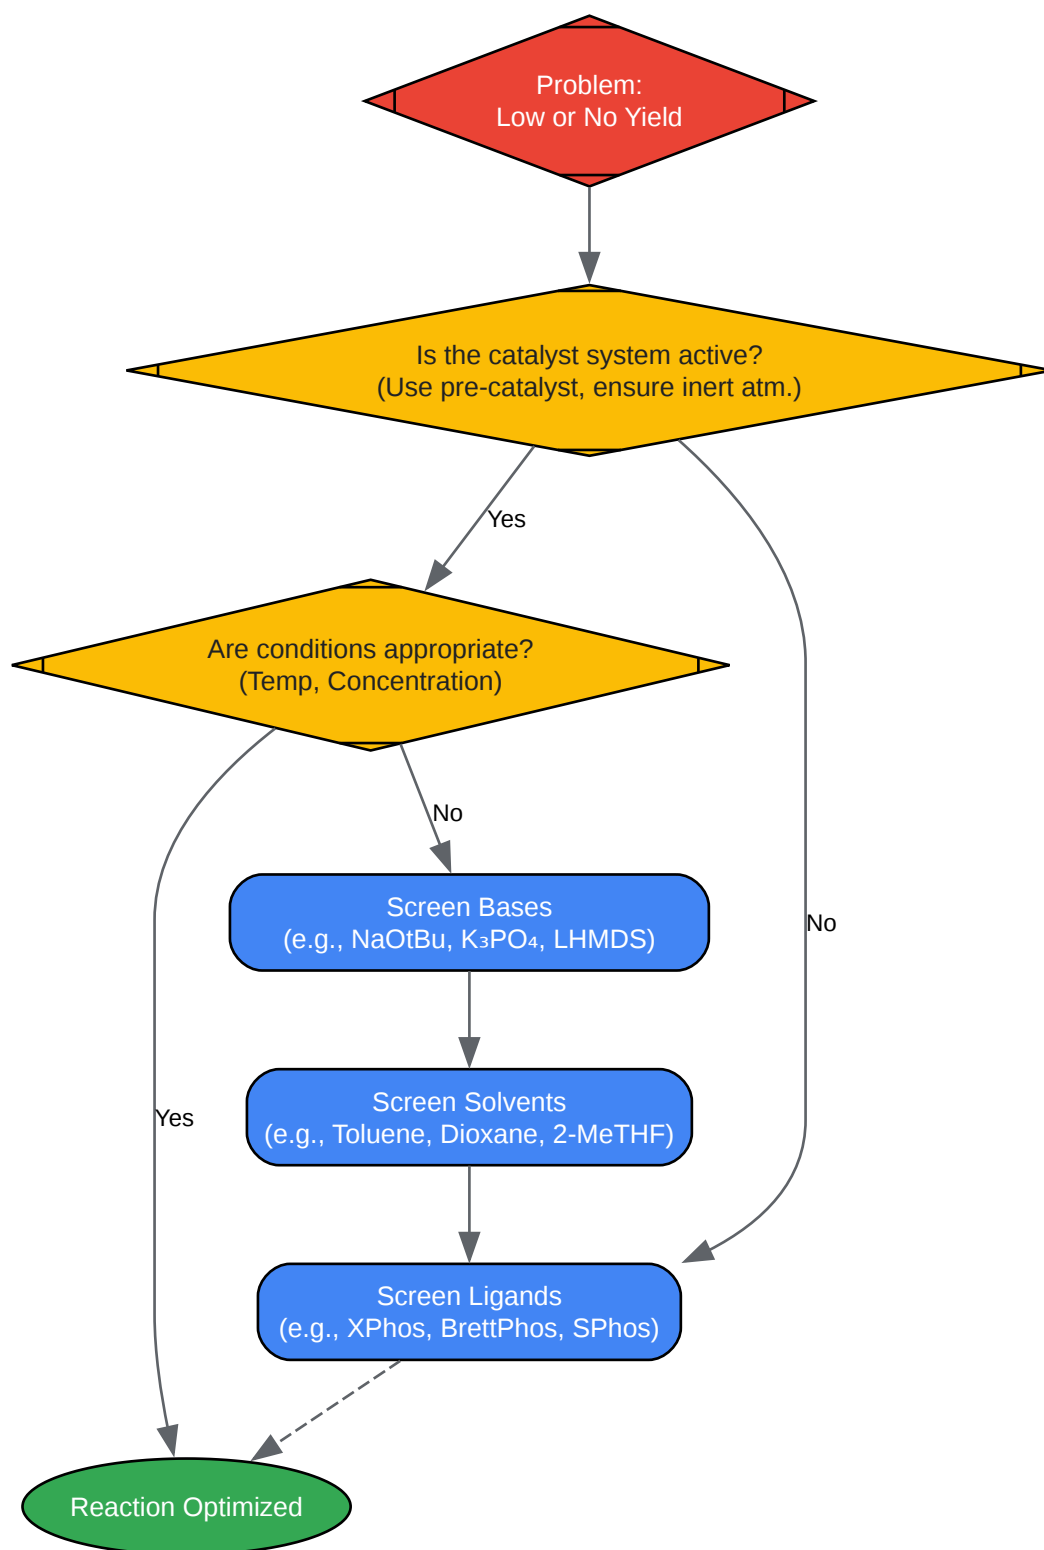 Problem:
Low or No Yield
Is the catalyst system active?
(Use pre-catalyst, ensure inert atm.)
Yes
Are conditions appropriate?
(Temp, Concentration)
No
Screen Bases
(e.g., NaOtBu, K₃PO₄, LHMDS)
No
Screen Solvents
(e.g., Toluene, Dioxane, 2-MeTHF)
Yes
Screen Ligands
(e.g., XPhos, BrettPhos, SPhos)
Reaction Optimized